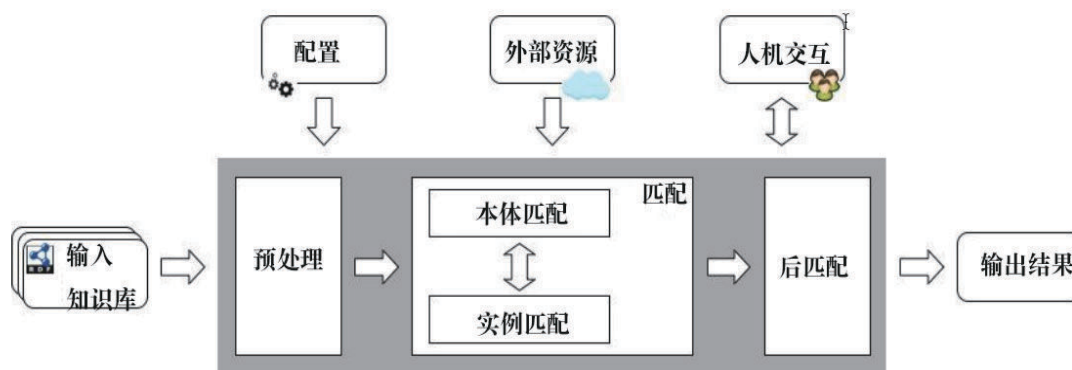 配置
外部资源
人机交互
输入
知识库
预处理
匹配
本体匹配
实例匹配
后匹配
输出结果
RDF